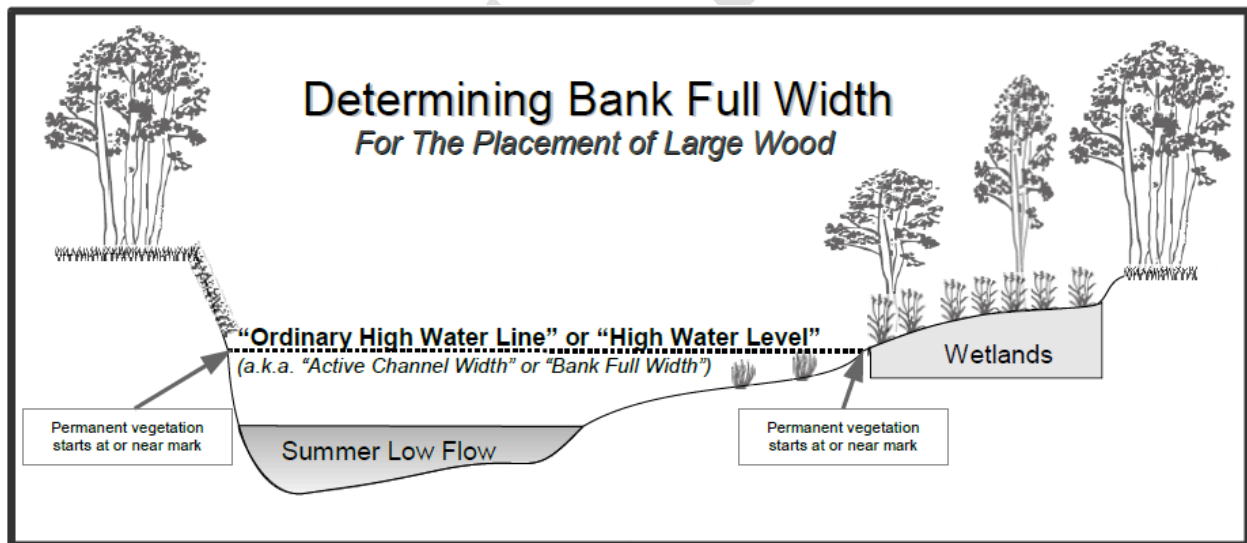 Determining Bank Full Width
For The Placement of Large Wood
“Ordinary High Water Line” or “High Water Level”
(a.k.a. “Active Channel Width” or “Bank Full Width”)
Wetlands
Permanent vegetation
starts at or near mark
Permanent vegetation
starts at or near mark
Summer Low Flow